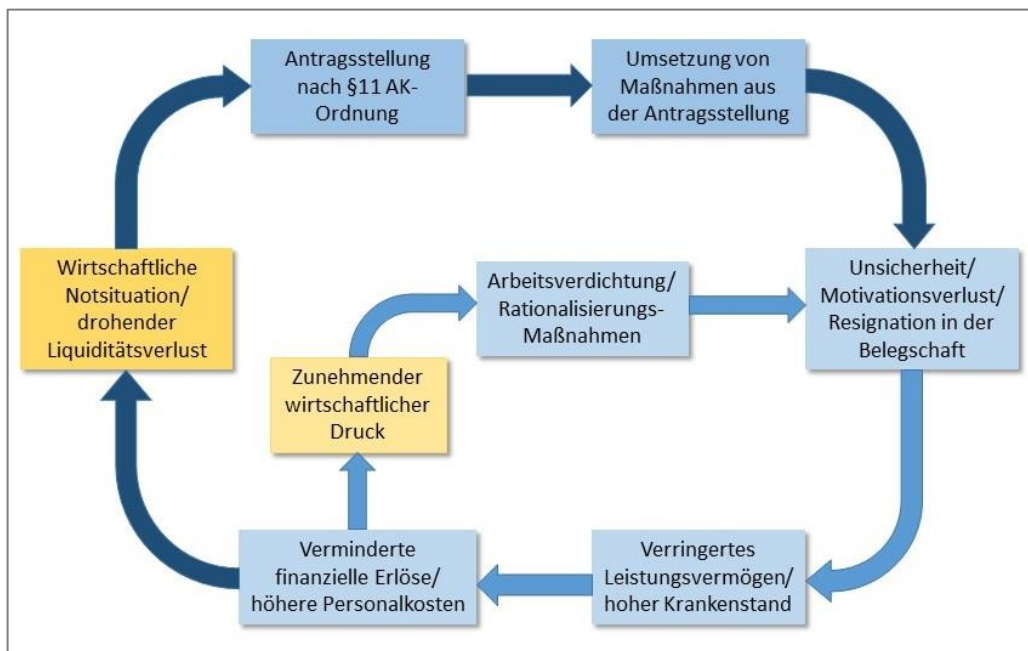 Antragsstellung
nach §11 AK-
Ordnung
Umsetzung von
Maßnahmen aus
der Antragsstellung
Wirtschaftliche
Notsituation/
drohender
Liquiditätsverlust
Arbeitsverdichtung/
Rationalisierungs-
Maßnahmen
Unsicherheit/
Motivationsverlust/
Resignation in der
Belegschaft
Zunehmender
wirtschaftlicher
Druck
Verminderte
finanzielle Erlöse/
höhere Personalkosten
Verringertes
Leistungsvermögen/
hoher Krankenstand